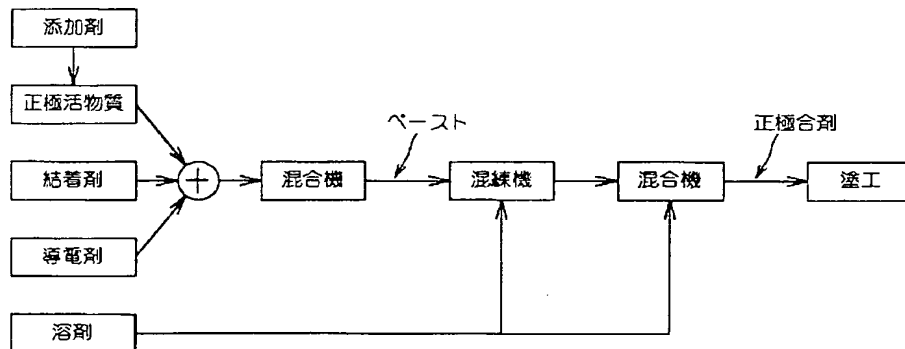 添加剤
正極活物質
ペースト
正極合剤
結着剤
混合機
混練機
混合機
塗工
導電剤
溶剤